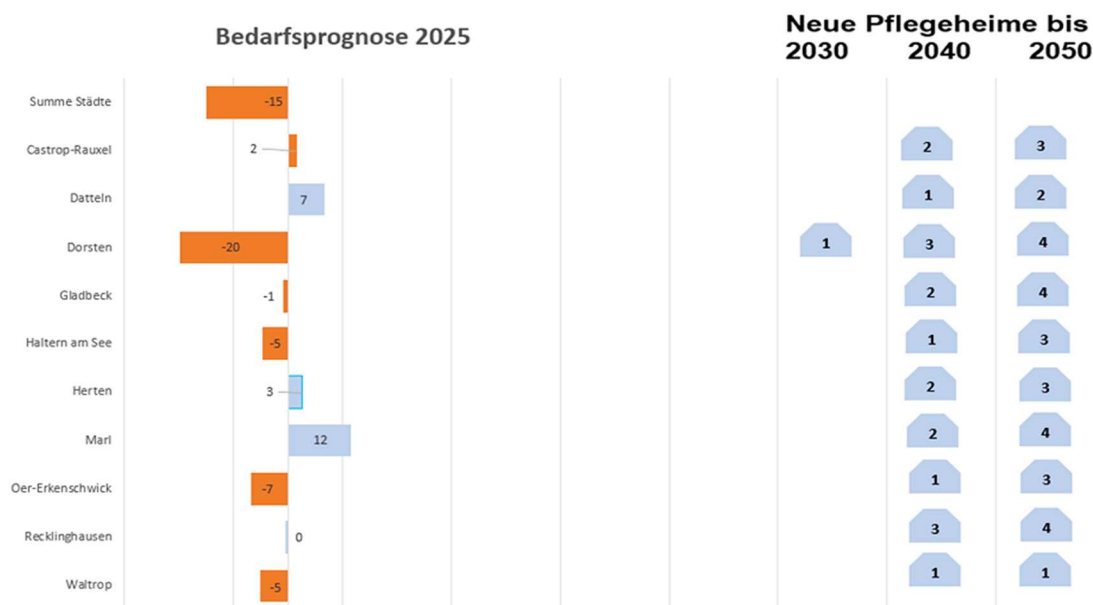 Bedarfsprognose 2025
Neue Pflegeheime bis
2030 2040 2050
Summe Städte -15
Castrop-Rauxel 2 2 3
Datteln 7 1 2
Dorsten -20 1 3 4
Gladbeck -1 2 4
Haltern am See -5 1 3
Herten 3 2 3
Marl 12 2 4
Oer-Erkenschwick -7 1 3
Recklinghausen 0 3 4
Waltrop -5 1 1